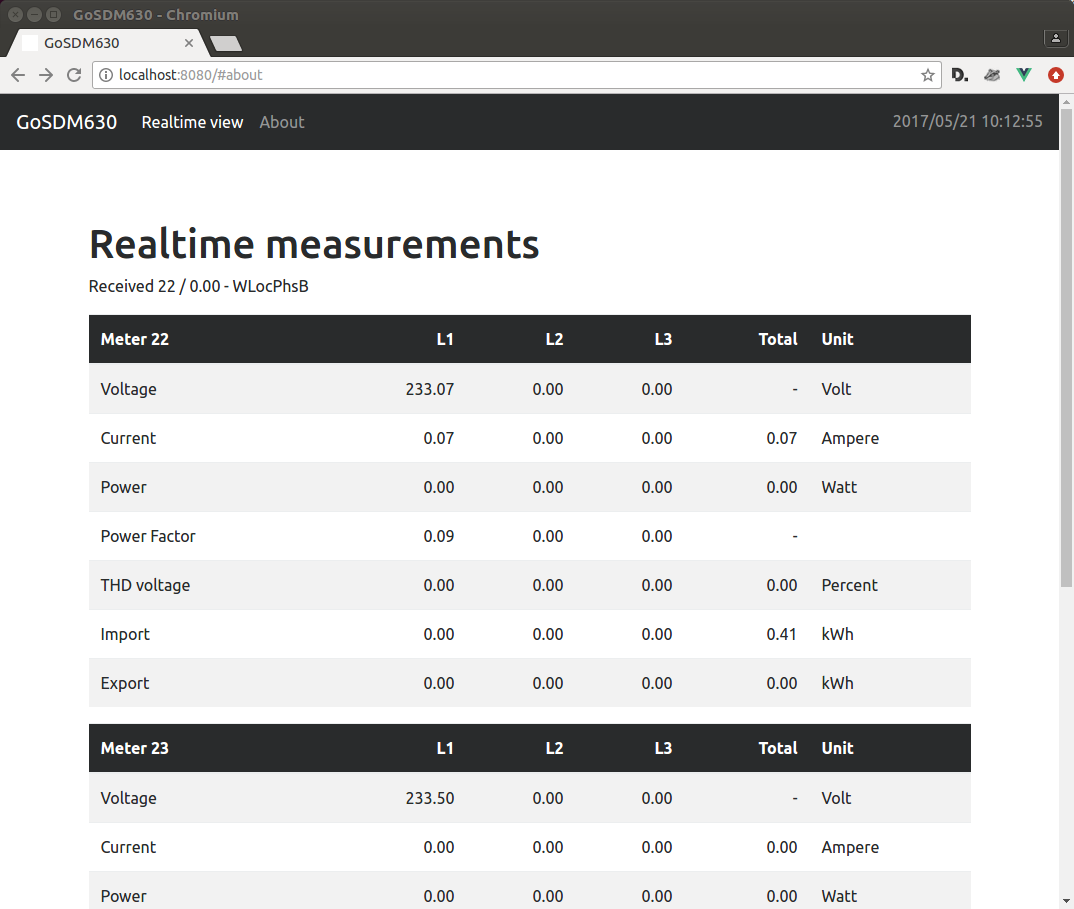 GoSDM630 - Chromium
GoSDM630
localhost:8080/#about
D.
GoSDM630 Realtime view About 2017/05/21 10:12:55
Realtime measurements
Received 22 / 0.00 - WLocPhsB
Meter 22 L1 L2 L3 Total Unit
Voltage 233.07 0.00 0.00 - Volt
Current 0.07 0.00 0.00 0.07 Ampere
Power 0.00 0.00 0.00 0.00 Watt
Power Factor 0.09 0.00 0.00 -
THD voltage 0.00 0.00 0.00 0.00 Percent
Import 0.00 0.00 0.00 0.41 kWh
Export 0.00 0.00 0.00 0.00 kWh
Meter 23 L1 L2 L3 Total Unit
Voltage 233.50 0.00 0.00 - Volt
Current 0.00 0.00 0.00 0.00 Ampere
Power 0.00 0.00 0.00 0.00 Watt